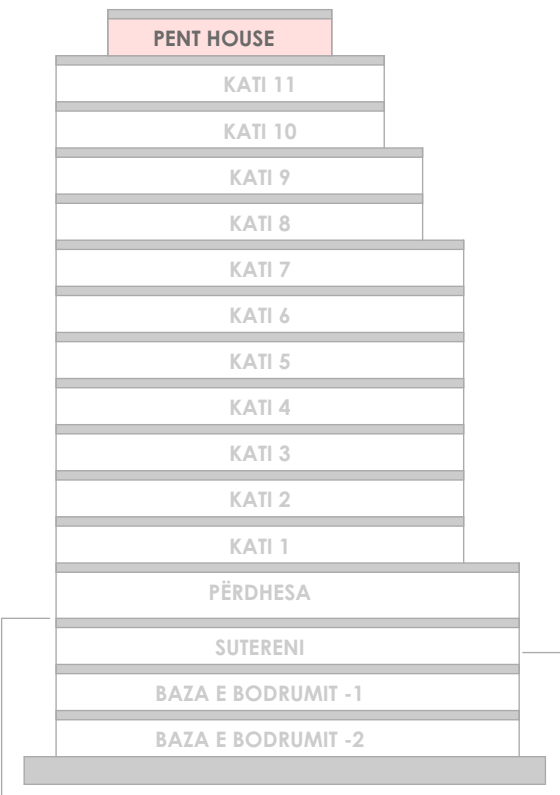 PENT HOUSE
KATI 11
KATI 10
KATI 9
KATI 8
KATI 7
KATI 6
KATI 5
KATI 4
KATI 3
KATI 2
KATI 1
PËRDHESA
SUTERENI
BAZA E BODRUMIT -1
BAZA E BODRUMIT -2